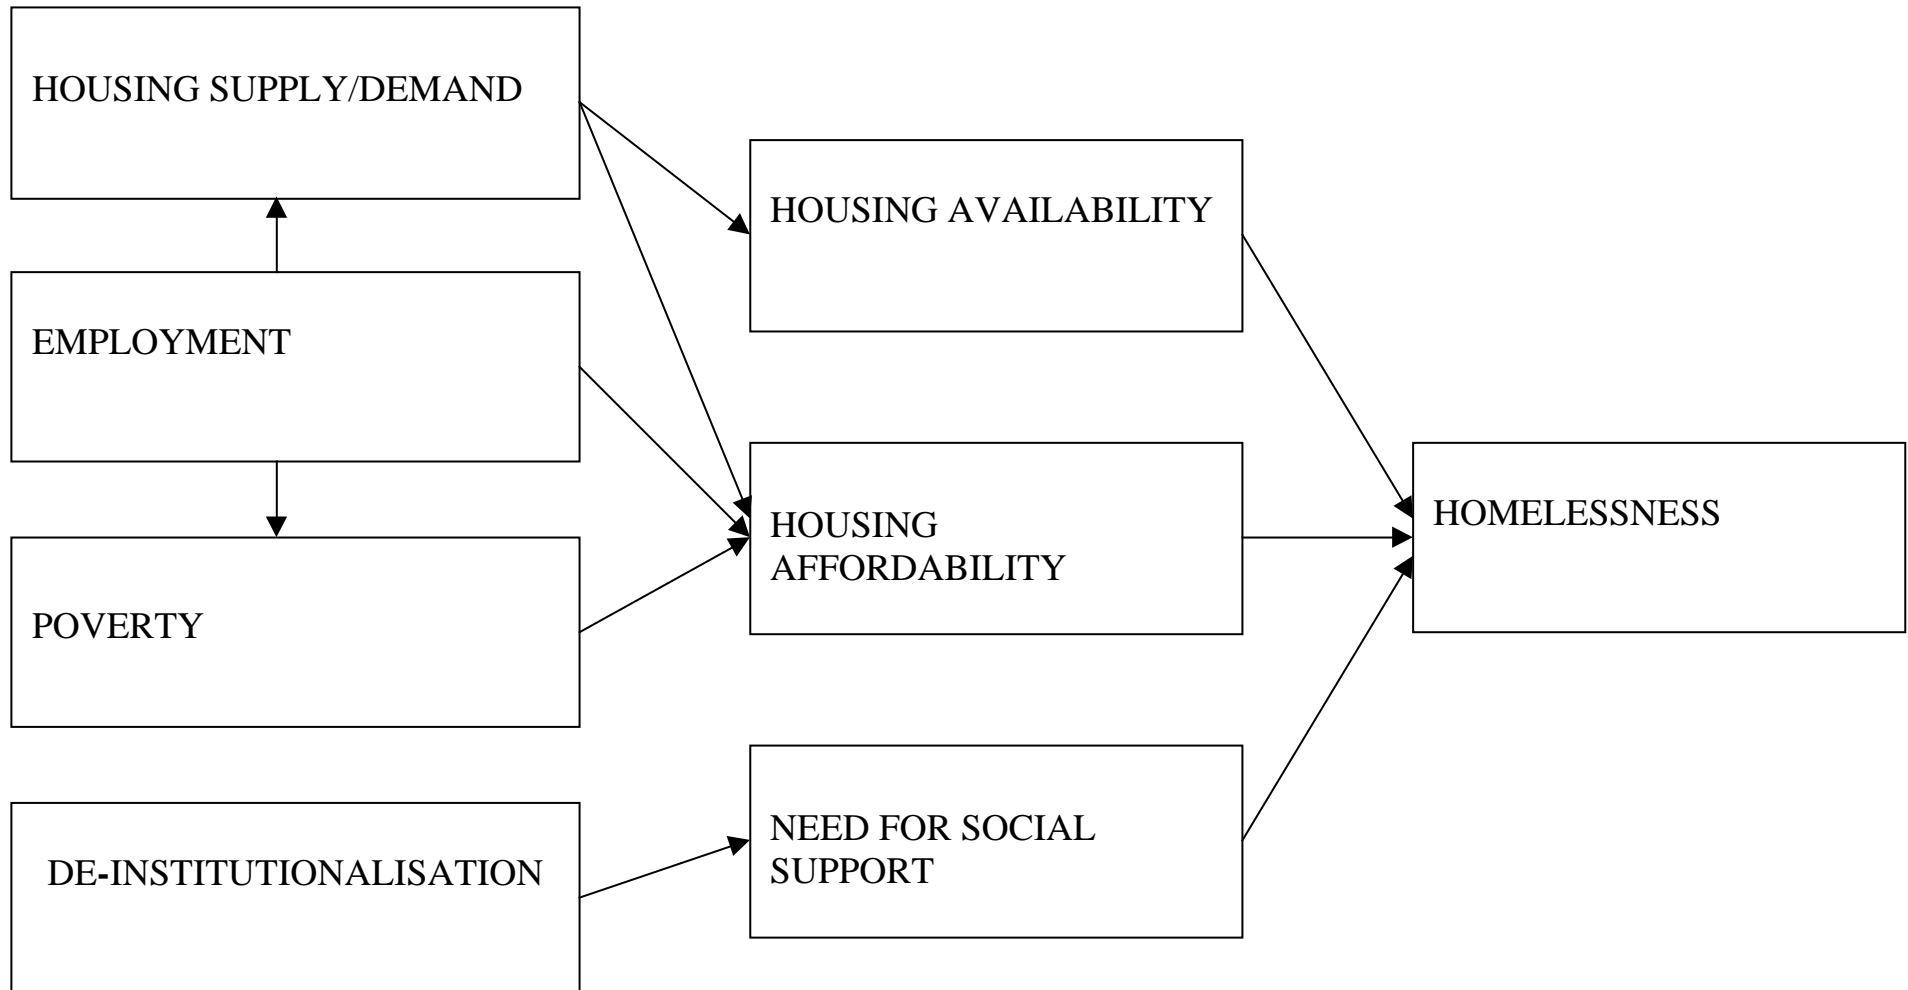 HOUSING SUPPLY/DEMAND
EMPLOYMENT
POVERTY
DE-INSTITUTIONALISATION
HOUSING AVAILABILITY
HOUSING
AFFORDABILITY
NEED FOR SOCIAL
SUPPORT
HOMELESSNESS